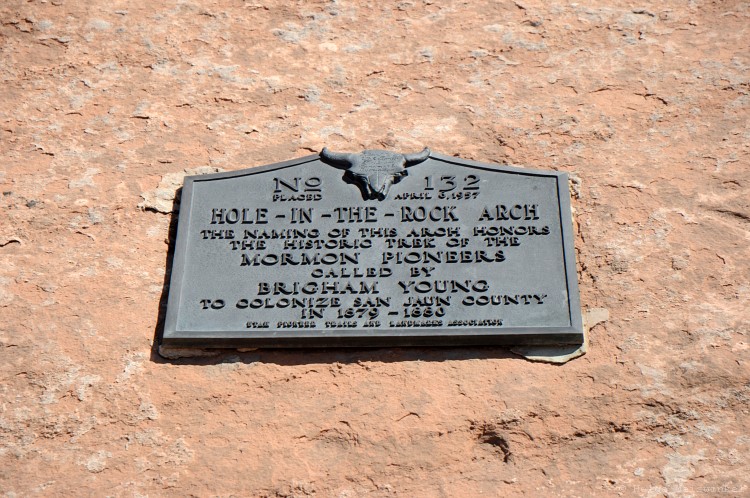 No 132
PLACED APRIL 6, 1957
HOLE-IN-THE-ROCK ARCH
THE NAMING OF THIS ARCH HONORS
THE HISTORIC TREK OF THE
MORMON PIONEERS
CALLED BY
BRIGHAM YOUNG
TO COLONIZE SAN JAUN COUNTY
IN 1879-1880
UTAH PIONEER TRAILS AND LANDMARKS ASSOCIATION